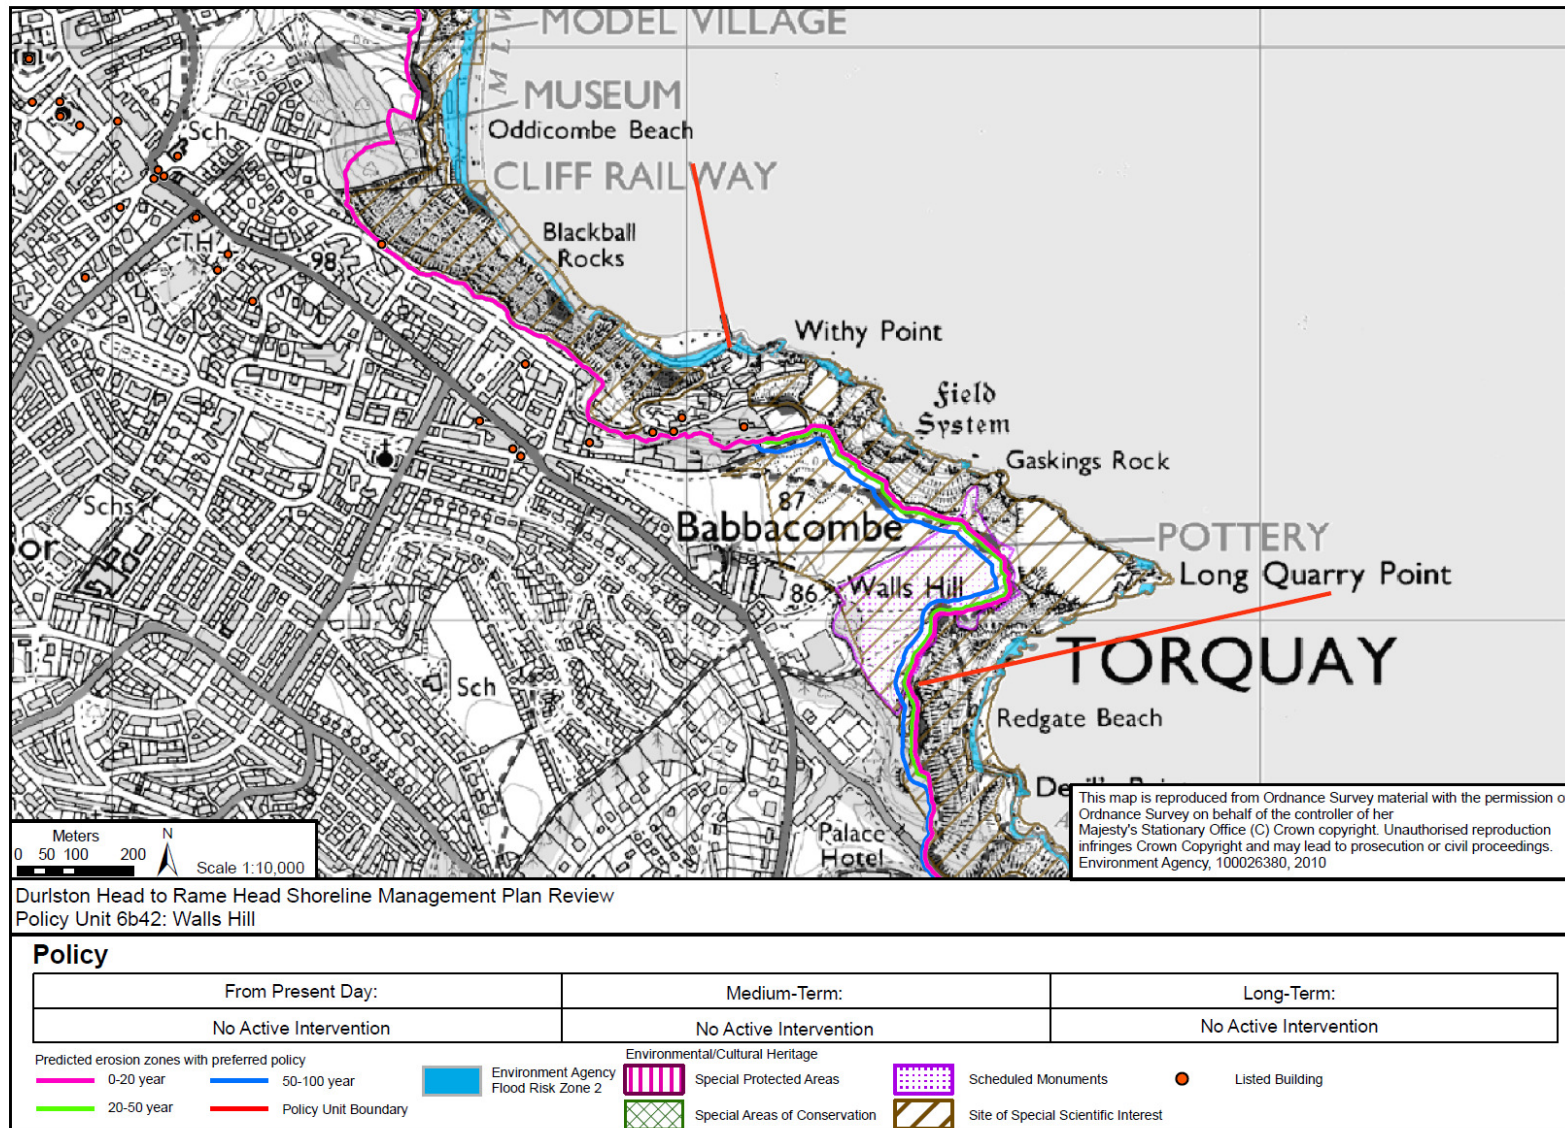 MODEL VILLAGE
MUSEUM
Sch
Oddicombe Beach
CLIFF RAILWAY
Blackball
Rocks
TH
98
Withy Point
Field
System
Gaskings Rock
87
Schs
Babbacombe
POTTERY
Long Quarry Point
Walls Hill
86
TORQUAY
Sch
Redgate Beach
Palace
Hotel
This map is reproduced from Ordnance Survey material with the permission o
Ordnance Survey on behalf of the controller of her
Majesty's Stationary Office (C) Crown copyright. Unauthorised reproduction
infringes Crown Copyright and may lead to prosecution or civil proceedings.
Environment Agency, 100026380, 2010
Meters
N
0 50 100 200
Scale 1:10,000
Durlston Head to Rame Head Shoreline Management Plan Review
Policy Unit 6b42: Walls Hill
Policy
From Present Day: Medium-Term: Long-Term:
No Active Intervention No Active Intervention No Active Intervention
Predicted erosion zones with preferred policy
0-20 year
50-100 year
20-50 year
Policy Unit Boundary
Environment Agency
Flood Risk Zone 2
Environmental/Cultural Heritage
Special Protected Areas
Scheduled Monuments
Listed Building
Special Areas of Conservation
Site of Special Scientific Interest